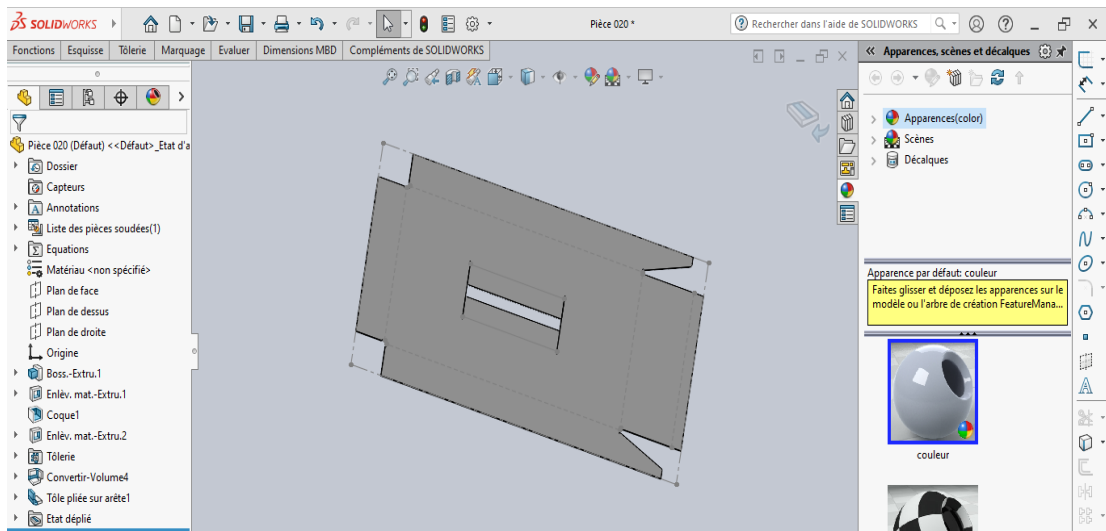 SOLIDWORKS
Pièce 020 *
Rechercher dans l'aide de SOLIDWORKS
Fonctions Esquisse Tôlerie Marquage Evaluer Dimensions MBD Compléments de SOLIDWORKS
Apparences, scènes et décalques
Pièce 020 (Défaut) <<Défaut>_Etat d'a
Dossier
Capteurs
Annotations
Liste des pièces soudées(1)
Equations
Matériau <non spécifié>
Plan de face
Plan de dessus
Plan de droite
Origine
Boss.-Extru.1
Enlèv. mat.-Extru.1
Coque1
Enlèv. mat.-Extru.2
Tôlerie
Convertir-Volume4
Tôle pliée sur arête1
Etat déplié
Apparences(color)
Scènes
Décalques
Apparence par défaut: couleur
Faites glisser et déposez les apparences sur le
modèle ou l'arbre de création FeatureMana...
couleur